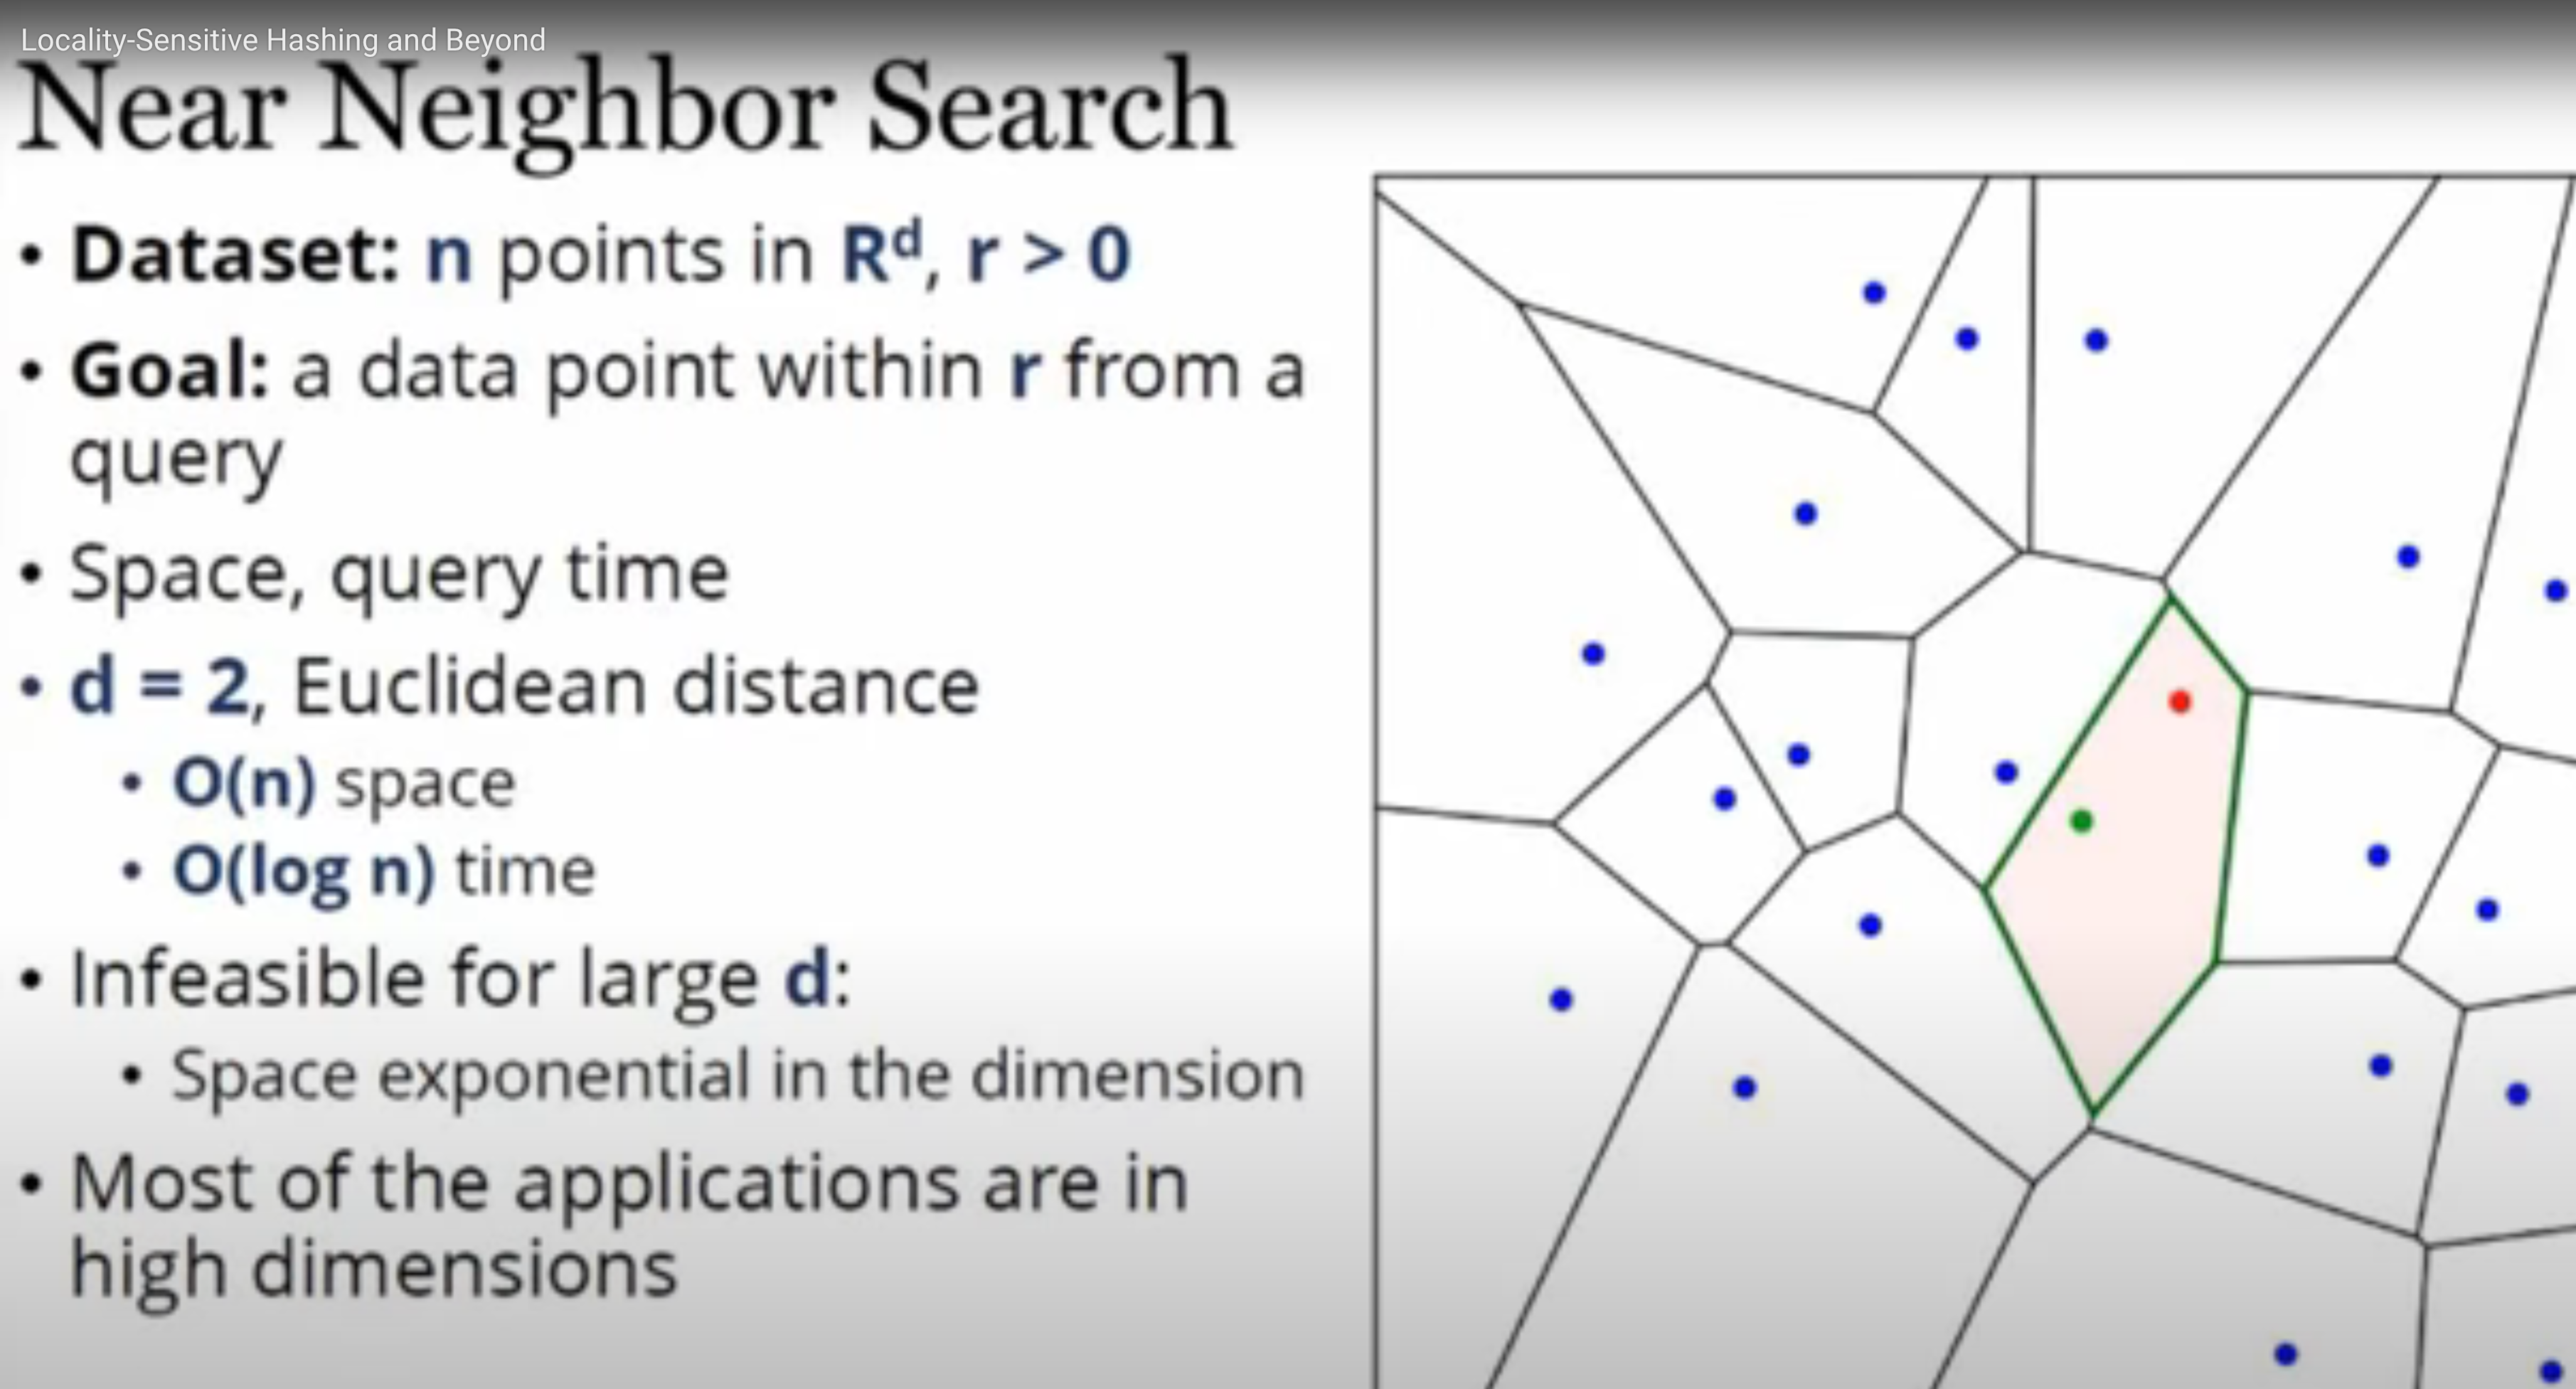 Locality-Sensitive Hashing and Beyond
Near Neighbor Search
• Dataset: n points in Rᵈ, r > 0
• Goal: a data point within r from a
query
• Space, query time
• d = 2, Euclidean distance
• O(n) space
• O(log n) time
• Infeasible for large d:
• Space exponential in the dimension
• Most of the applications are in
high dimensions